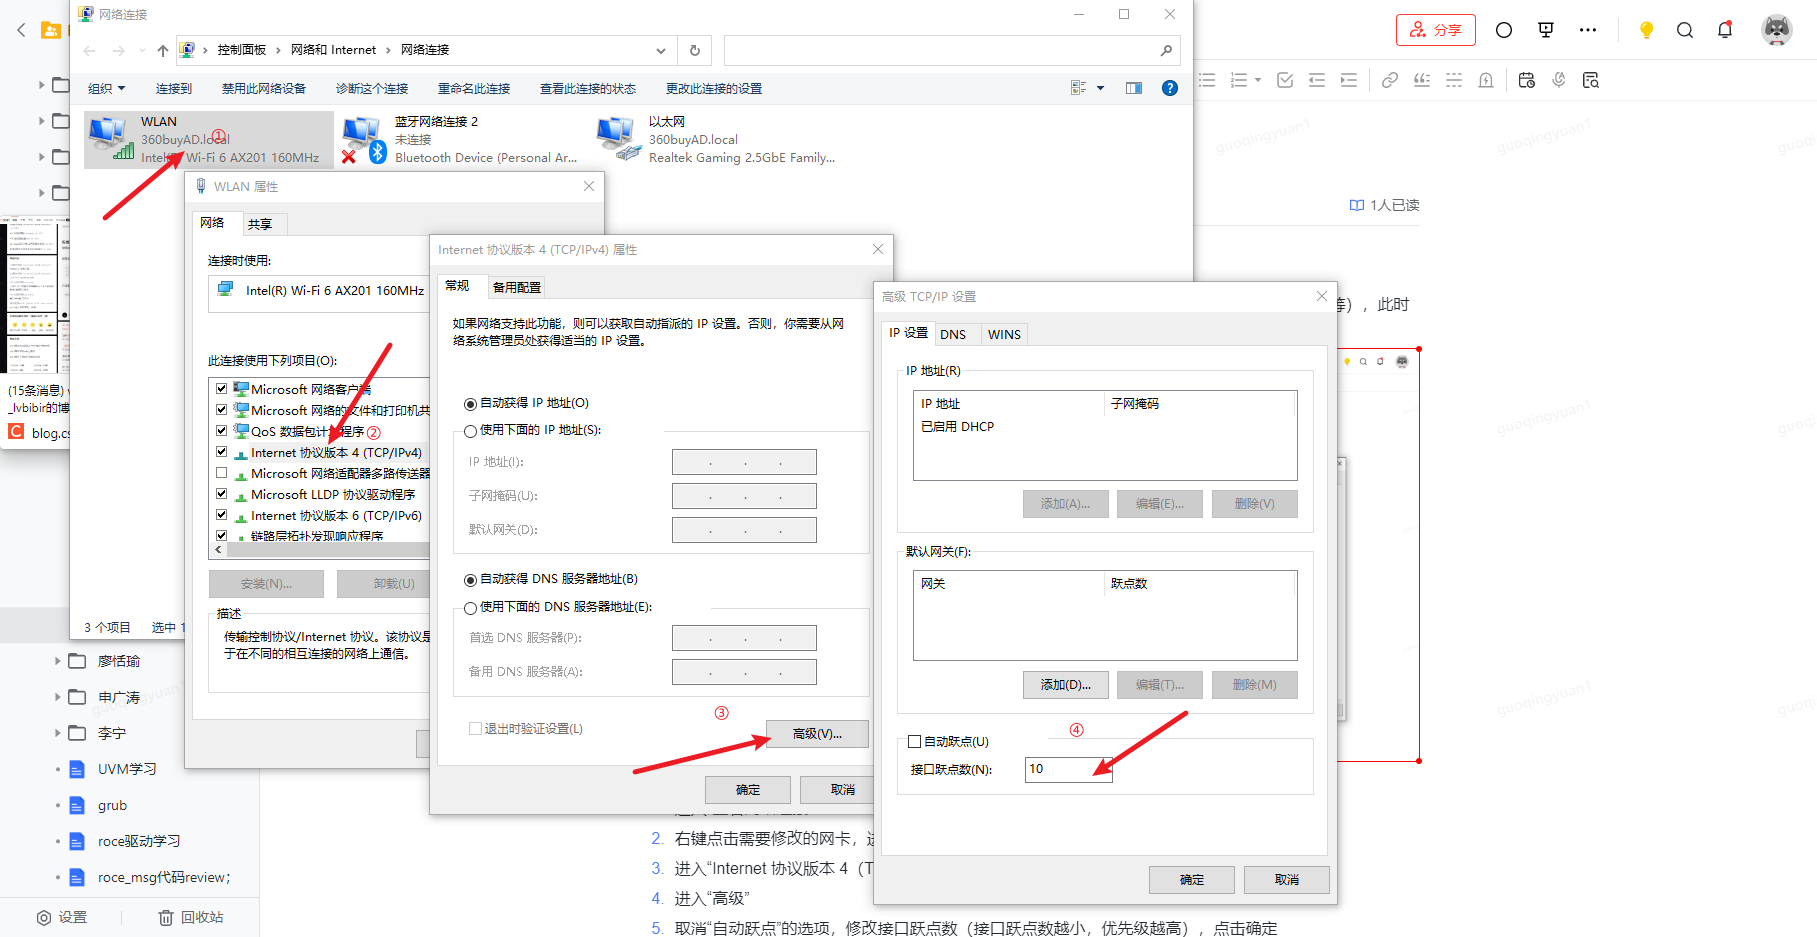 网络连接
控制面板 › 网络和 Internet › 网络连接
组织 连接到 禁用此网络设备 诊断这个连接 重命名此连接 查看此连接的状态 更改此连接的设置
WLAN
360buyAD.local
Intel(R) Wi-Fi 6 AX201 160MHz
①
蓝牙网络连接 2
未连接
Bluetooth Device (Personal Ar...
以太网
360buyAD.local
Realtek Gaming 2.5GbE Family...
3 个项目 选中 1
WLAN 属性
网络 共享
连接时使用:
Intel(R) Wi-Fi 6 AX201 160MHz
此连接使用下列项目(O):
Microsoft 网络客户端
Microsoft 网络的文件和打印机共
QoS 数据包计划程序
②
Internet 协议版本 4 (TCP/IPv4)
Microsoft 网络适配器多路传送器
Microsoft LLDP 协议驱动程序
Internet 协议版本 6 (TCP/IPv6)
链路层拓扑发现响应程序
安装(N)... 卸载(U)
描述
传输控制协议/Internet 协议。该协议是
于在不同的相互连接的网络上通信。
Internet 协议版本 4 (TCP/IPv4) 属性
常规 备用配置
如果网络支持此功能，则可以获取自动指派的 IP 设置。否则，你需要从网
络系统管理员处获得适当的 IP 设置。
自动获得 IP 地址(O)
使用下面的 IP 地址(S):
IP 地址(I):
子网掩码(U):
默认网关(D):
自动获得 DNS 服务器地址(B)
使用下面的 DNS 服务器地址(E):
首选 DNS 服务器(P):
备用 DNS 服务器(A):
退出时验证设置(L)
③
高级(V)...
确定 取消
高级 TCP/IP 设置
IP 设置 DNS WINS
IP 地址(R)
IP 地址 子网掩码
已启用 DHCP
添加(A)... 编辑(E)... 删除(V)
默认网关(F):
网关 跃点数
添加(D)... 编辑(T)... 删除(M)
④
自动跃点(U)
接口跃点数(N): 10
确定 取消
分享
1人已读
等），此时
2. 右键点击需要修改的网卡，
3. 进入“Internet 协议版本 4（T
4. 进入“高级”
5. 取消“自动跃点”的选项，修改接口跃点数（接口跃点数越小，优先级越高），点击确定
(15条消息)
_lvbibir的博
blog.cs
廖恬瑜
申广涛
李宁
UVM学习
grub
roce驱动学习
roce_msg代码review；
设置 回收站
guoqingyuan1
guoqingyuan1
guoqingyuan1
guoqingyuan1
guoqingyuan1